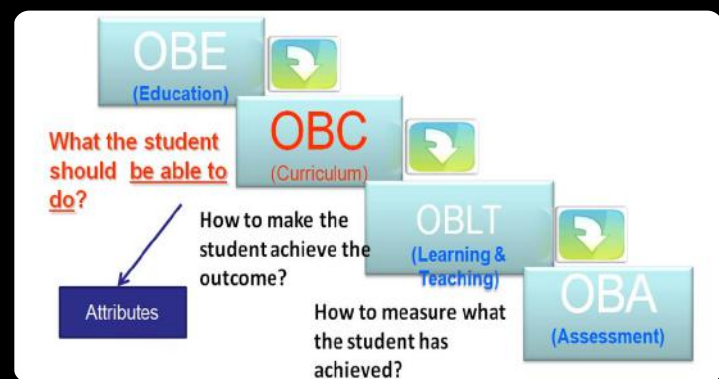 OBE
(Education)
OBC
(Curriculum)
What the student
should be able to
do?
OBLT
(Learning &
Teaching)
How to make the
student achieve the
outcome?
Attributes
OBA
(Assessment)
How to measure what
the student has
achieved?